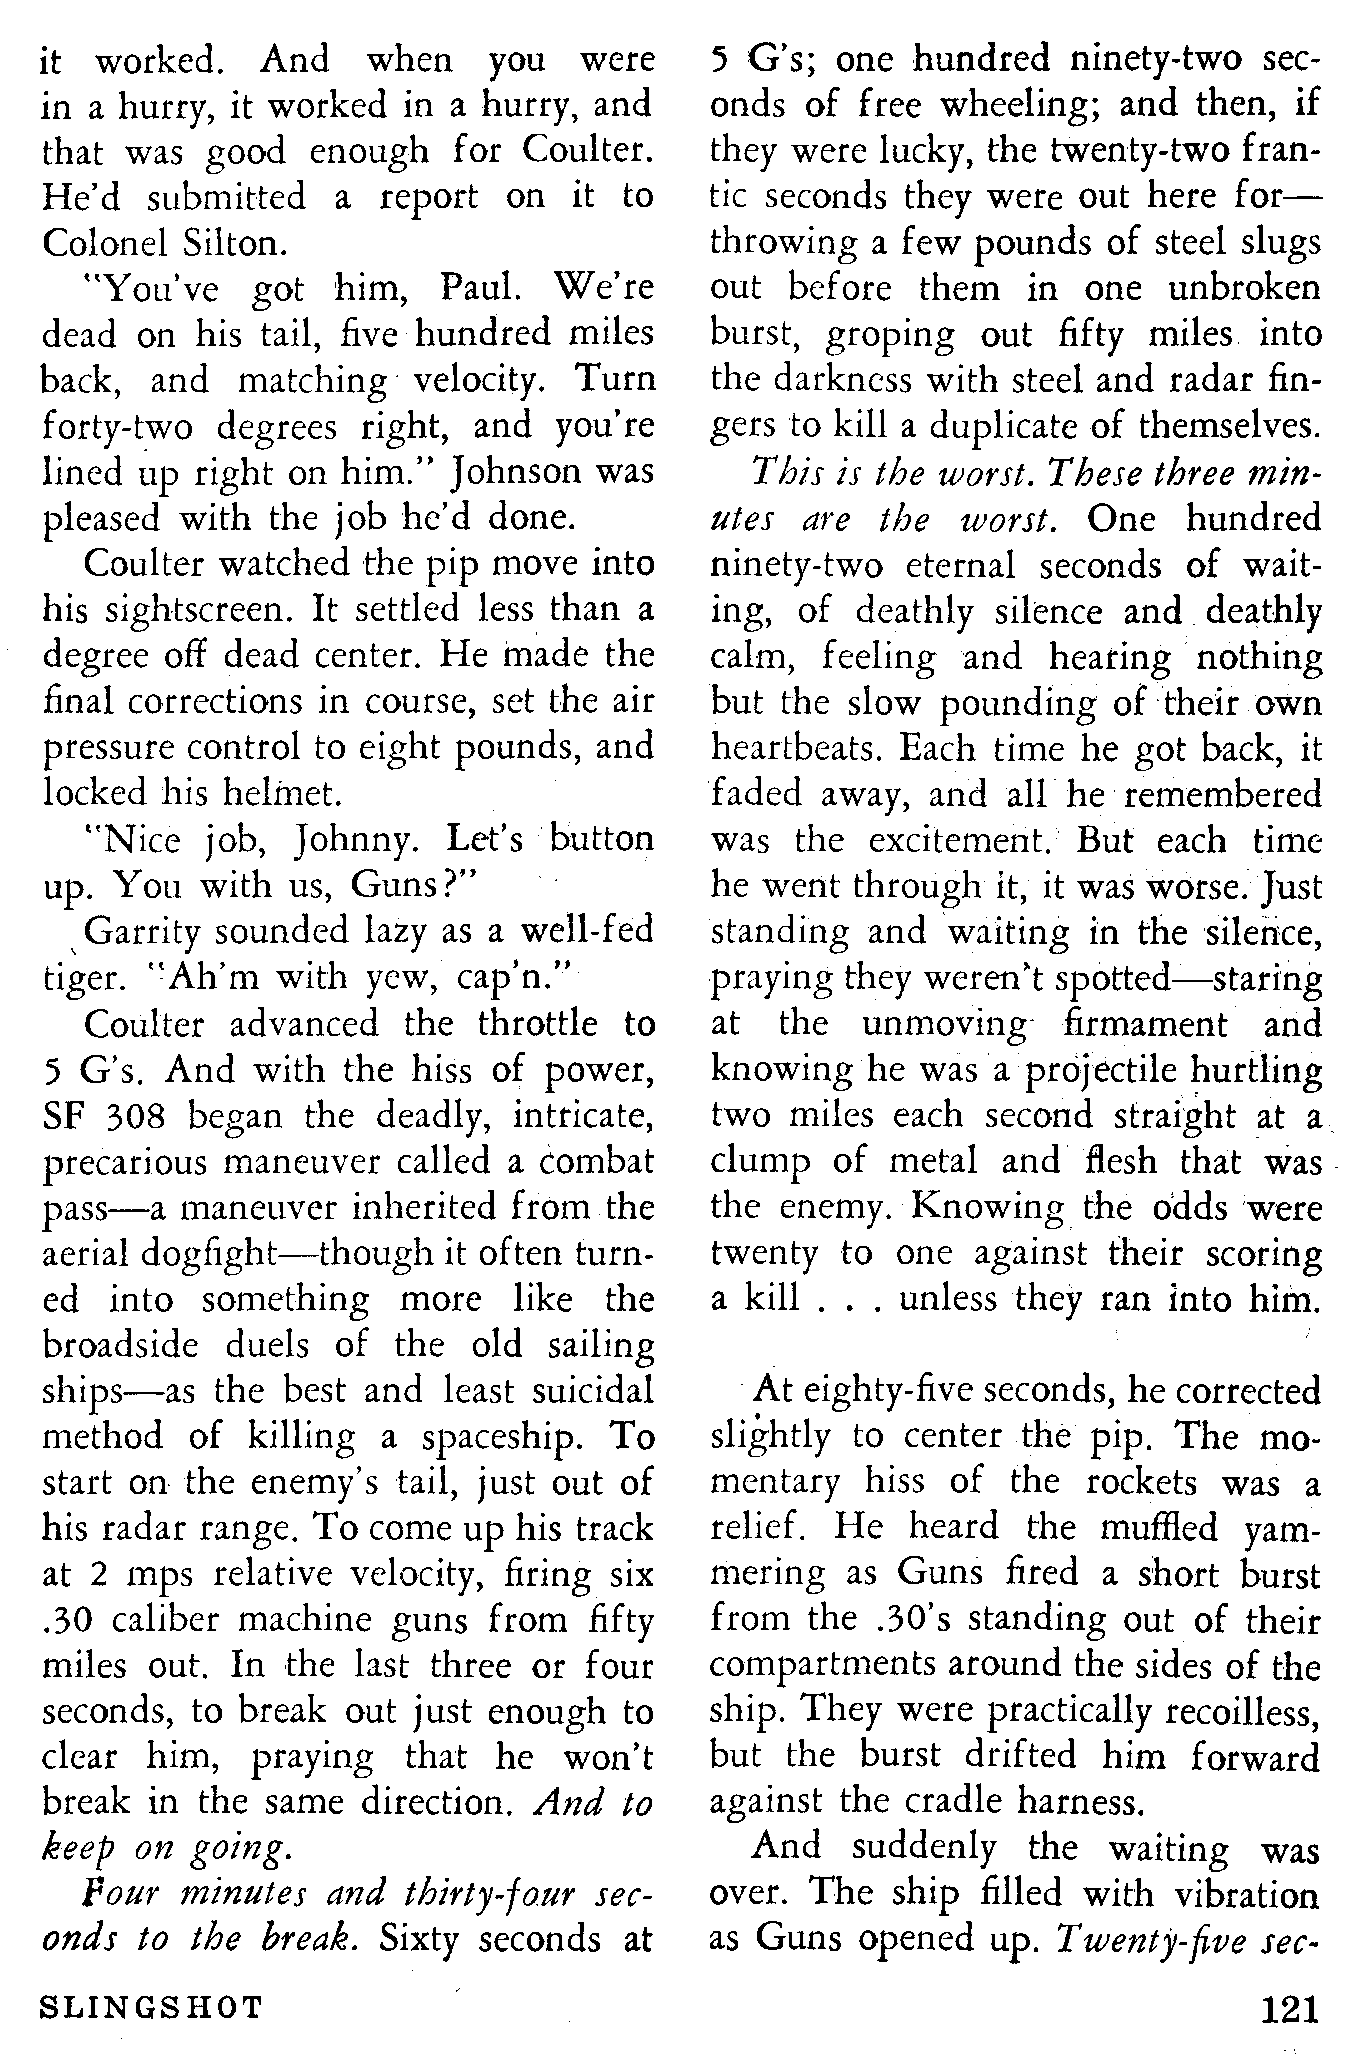 it worked. And when you were
in a hurry, it worked in a hurry, and
that was good enough for Coulter.
He'd submitted a report on it to
Colonel Silton.
"You've got him, Paul. We're
dead on his tail, five hundred miles
back, and matching velocity. Turn
forty-two degrees right, and you're
lined up right on him." Johnson was
pleased with the job he'd done.
Coulter watched the pip move into
his sightscreen. It settled less than a
degree off dead center. He made the
final corrections in course, set the air
pressure control to eight pounds, and
locked his helmet.
"Nice job, Johnny. Let's button
up. You with us, Guns?"
Garrity sounded lazy as a well-fed
tiger. "Ah'm with yew, cap'n."
Coulter advanced the throttle to
5 G's. And with the hiss of power,
SF 308 began the deadly, intricate,
precarious maneuver called a combat
pass—a maneuver inherited from the
aerial dogfight—though it often turn-
ed into something more like the
broadside duels of the old sailing
ships—as the best and least suicidal
method of killing a spaceship. To
start on the enemy's tail, just out of
his radar range. To come up his track
at 2 mps relative velocity, firing six
.30 caliber machine guns from fifty
miles out. In the last three or four
seconds, to break out just enough to
clear him, praying that he won't
break in the same direction. And to
keep on going.
Four minutes and thirty-four sec-
onds to the break. Sixty seconds at
5 G's; one hundred ninety-two sec-
onds of free wheeling; and then, if
they were lucky, the twenty-two fran-
tic seconds they were out here for—
throwing a few pounds of steel slugs
out before them in one unbroken
burst, groping out fifty miles into
the darkness with steel and radar fin-
gers to kill a duplicate of themselves.
This is the worst. These three min-
utes are the worst. One hundred
ninety-two eternal seconds of wait-
ing, of deathly silence and deathly
calm, feeling and hearing nothing
but the slow pounding of their own
heartbeats. Each time he got back, it
faded away, and all he remembered
was the excitement. But each time
he went through it, it was worse. Just
standing and waiting in the silence,
praying they weren't spotted—staring
at the unmoving firmament and
knowing he was a projectile hurtling
two miles each second straight at a
clump of metal and flesh that was
the enemy. Knowing the odds were
twenty to one against their scoring
a kill . . . unless they ran into him.
At eighty-five seconds, he corrected
slightly to center the pip. The mo-
mentary hiss of the rockets was a
relief. He heard the muffled yam-
mering as Guns fired a short burst
from the .30's standing out of their
compartments around the sides of the
ship. They were practically recoilless,
but the burst drifted him forward
against the cradle harness.
And suddenly the waiting was
over. The ship filled with vibration
as Guns opened up. Twenty-five sec-
SLINGSHOT 121